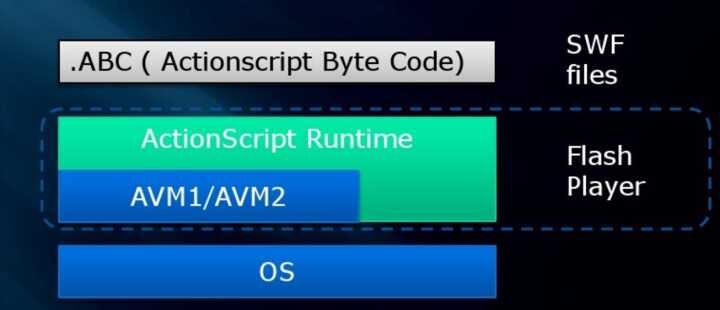 .ABC ( Actionscript Byte Code)
SWF
files
ActionScript Runtime
AVM1/AVM2
Flash
Player
OS